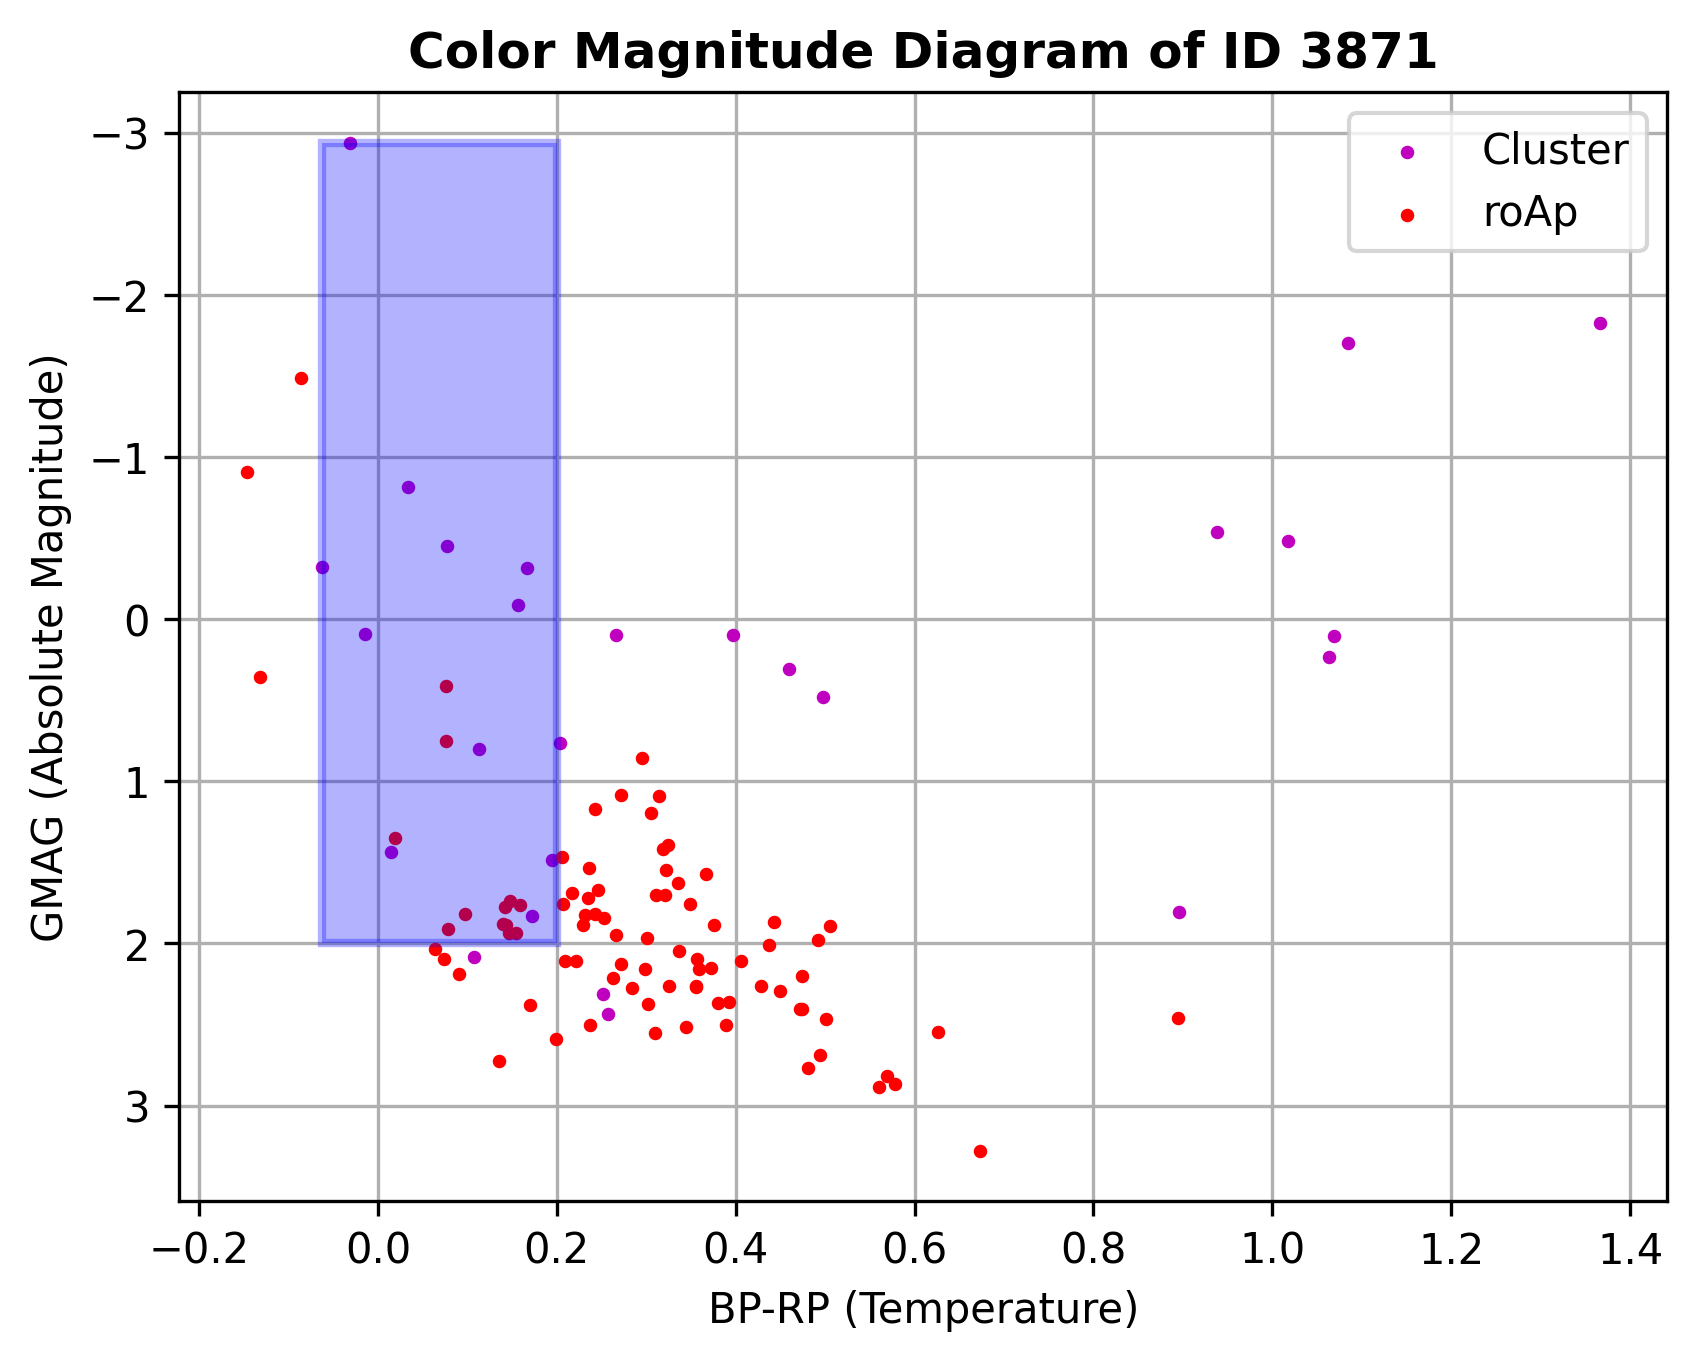 Color Magnitude Diagram of ID 3871
Cluster
roAp
GMAG (Absolute Magnitude)
−3
−2
−1
0
1
2
3
−0.2 0.0 0.2 0.4 0.6 0.8 1.0 1.2 1.4
BP-RP (Temperature)